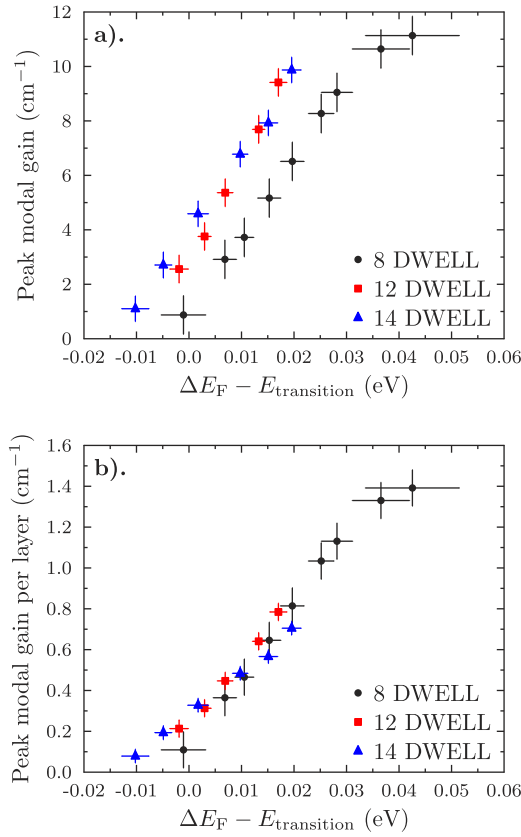 a).
12
10
8
6
4
2
0
Peak modal gain (cm⁻¹)
8 DWELL
12 DWELL
14 DWELL
-0.02 -0.01 0.0 0.01 0.02 0.03 0.04 0.05 0.06
ΔE_F − E_transition (eV)
b).
1.6
1.4
1.2
1.0
0.8
0.6
0.4
0.2
0.0
Peak modal gain per layer (cm⁻¹)
8 DWELL
12 DWELL
14 DWELL
-0.02 -0.01 0.0 0.01 0.02 0.03 0.04 0.05 0.06
ΔE_F − E_transition (eV)